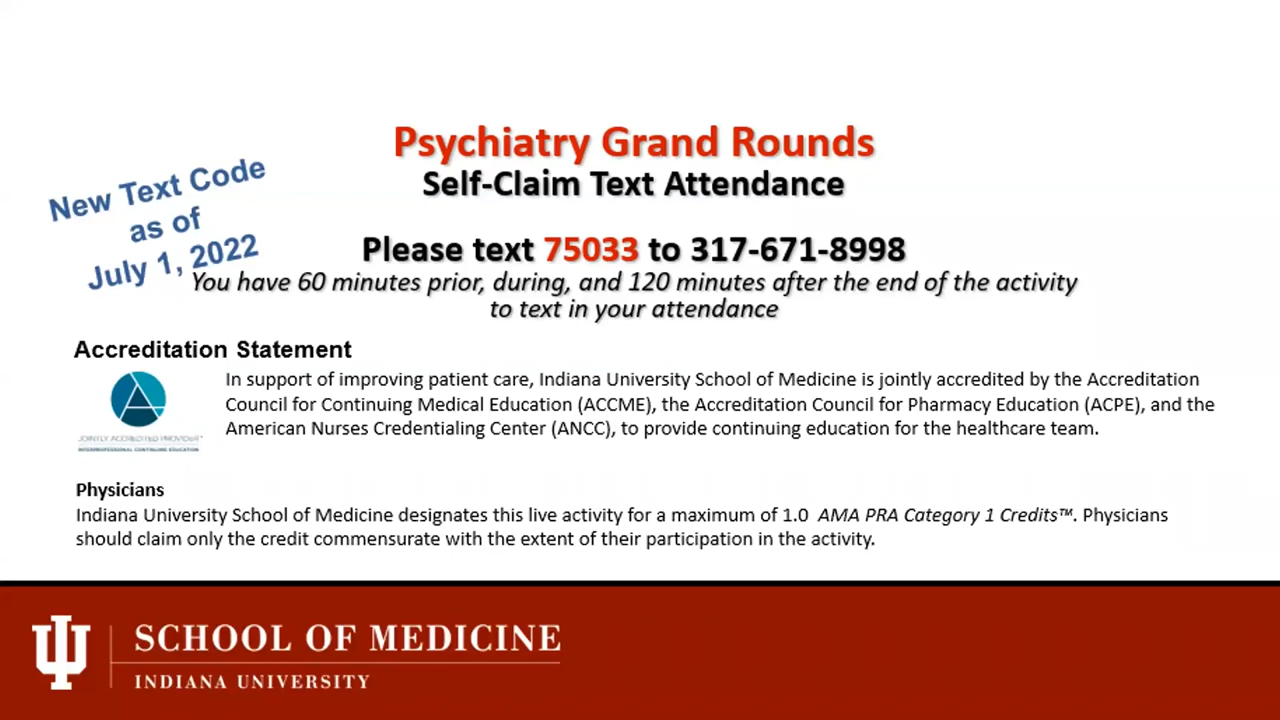 Psychiatry Grand Rounds
Self-Claim Text Attendance
New Text Code
as of
July 1, 2022
Please text 75033 to 317-671-8998
You have 60 minutes prior, during, and 120 minutes after the end of the activity
to text in your attendance
Accreditation Statement
JOINTLY ACCREDITED PROVIDER™
INTERPROFESSIONAL CONTINUING EDUCATION
In support of improving patient care, Indiana University School of Medicine is jointly accredited by the Accreditation
Council for Continuing Medical Education (ACCME), the Accreditation Council for Pharmacy Education (ACPE), and the
American Nurses Credentialing Center (ANCC), to provide continuing education for the healthcare team.
Physicians
Indiana University School of Medicine designates this live activity for a maximum of 1.0 AMA PRA Category 1 Credits™. Physicians
should claim only the credit commensurate with the extent of their participation in the activity.
SCHOOL OF MEDICINE
INDIANA UNIVERSITY